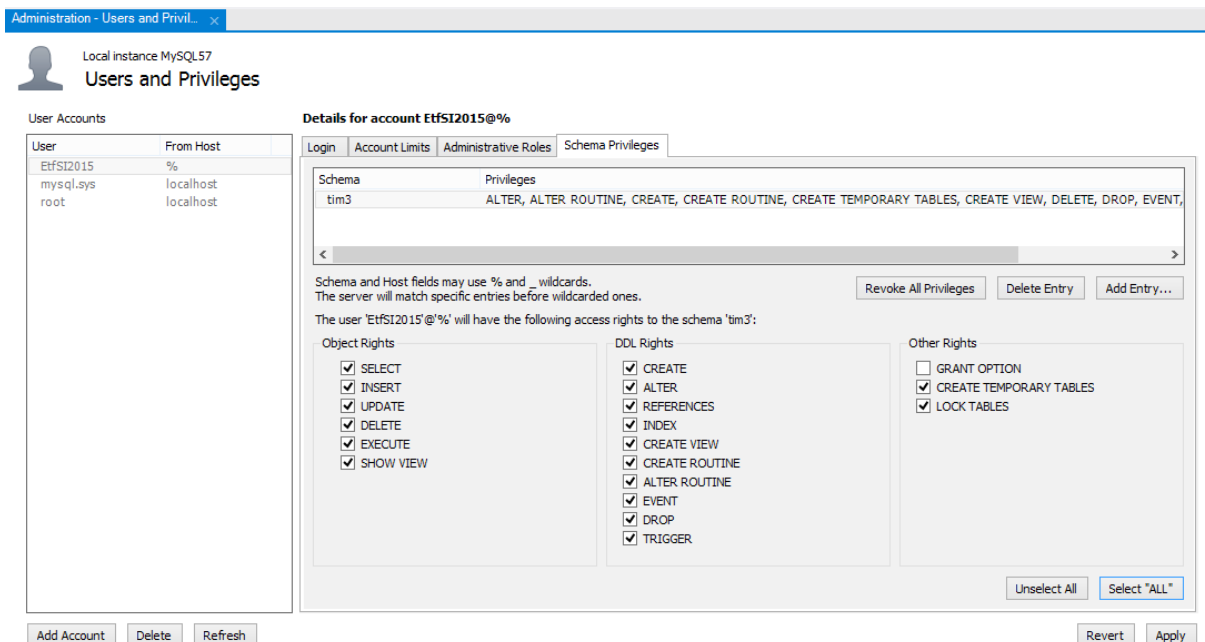 Administration - Users and Privil...
Local instance MySQL57
Users and Privileges
User Accounts
User From Host
EtfSI2015 %
mysql.sys localhost
root localhost
Details for account EtfSI2015@%
Login Account Limits Administrative Roles Schema Privileges
Schema Privileges
tim3 ALTER, ALTER ROUTINE, CREATE, CREATE ROUTINE, CREATE TEMPORARY TABLES, CREATE VIEW, DELETE, DROP, EVENT,
Schema and Host fields may use % and _ wildcards.
The server will match specific entries before wildcarded ones.
Revoke All Privileges Delete Entry Add Entry...
The user 'EtfSI2015'@'%' will have the following access rights to the schema 'tim3':
Object Rights
SELECT
INSERT
UPDATE
DELETE
EXECUTE
SHOW VIEW
DDL Rights
CREATE
ALTER
REFERENCES
INDEX
CREATE VIEW
CREATE ROUTINE
ALTER ROUTINE
EVENT
DROP
TRIGGER
Other Rights
GRANT OPTION
CREATE TEMPORARY TABLES
LOCK TABLES
Unselect All Select "ALL"
Add Account Delete Refresh Revert Apply